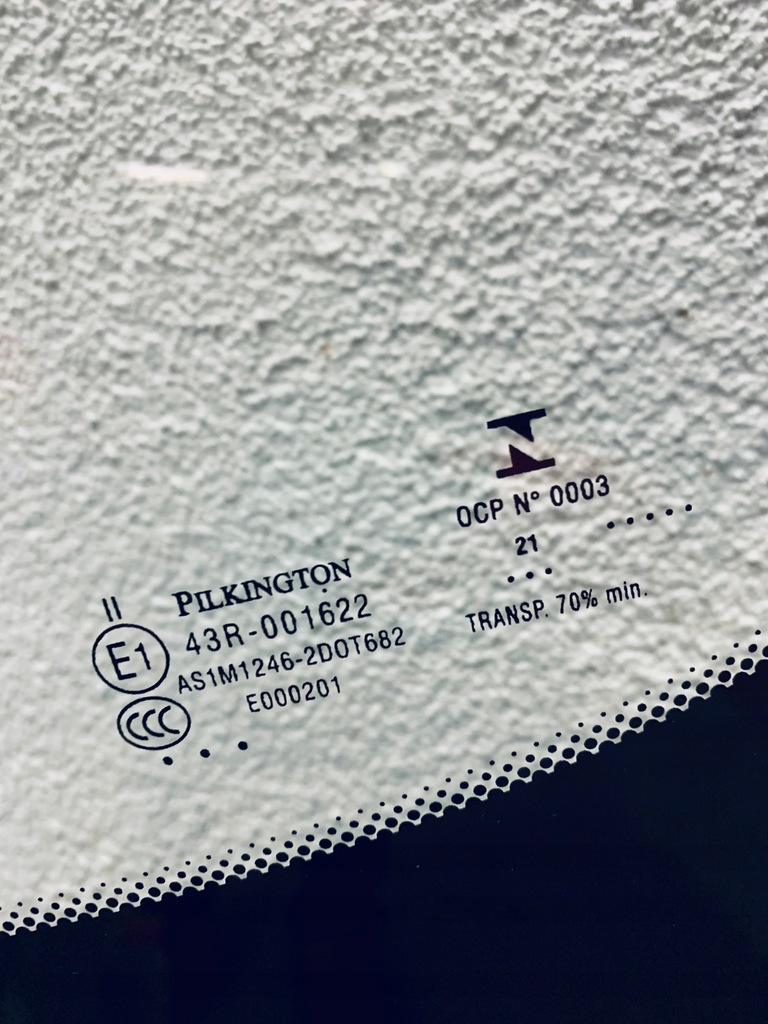 OCP N° 0003
21
TRANSP. 70% min.
II
PILKINGTON
E1
43R-001622
AS1M1246-2DOT682
CCC
E000201